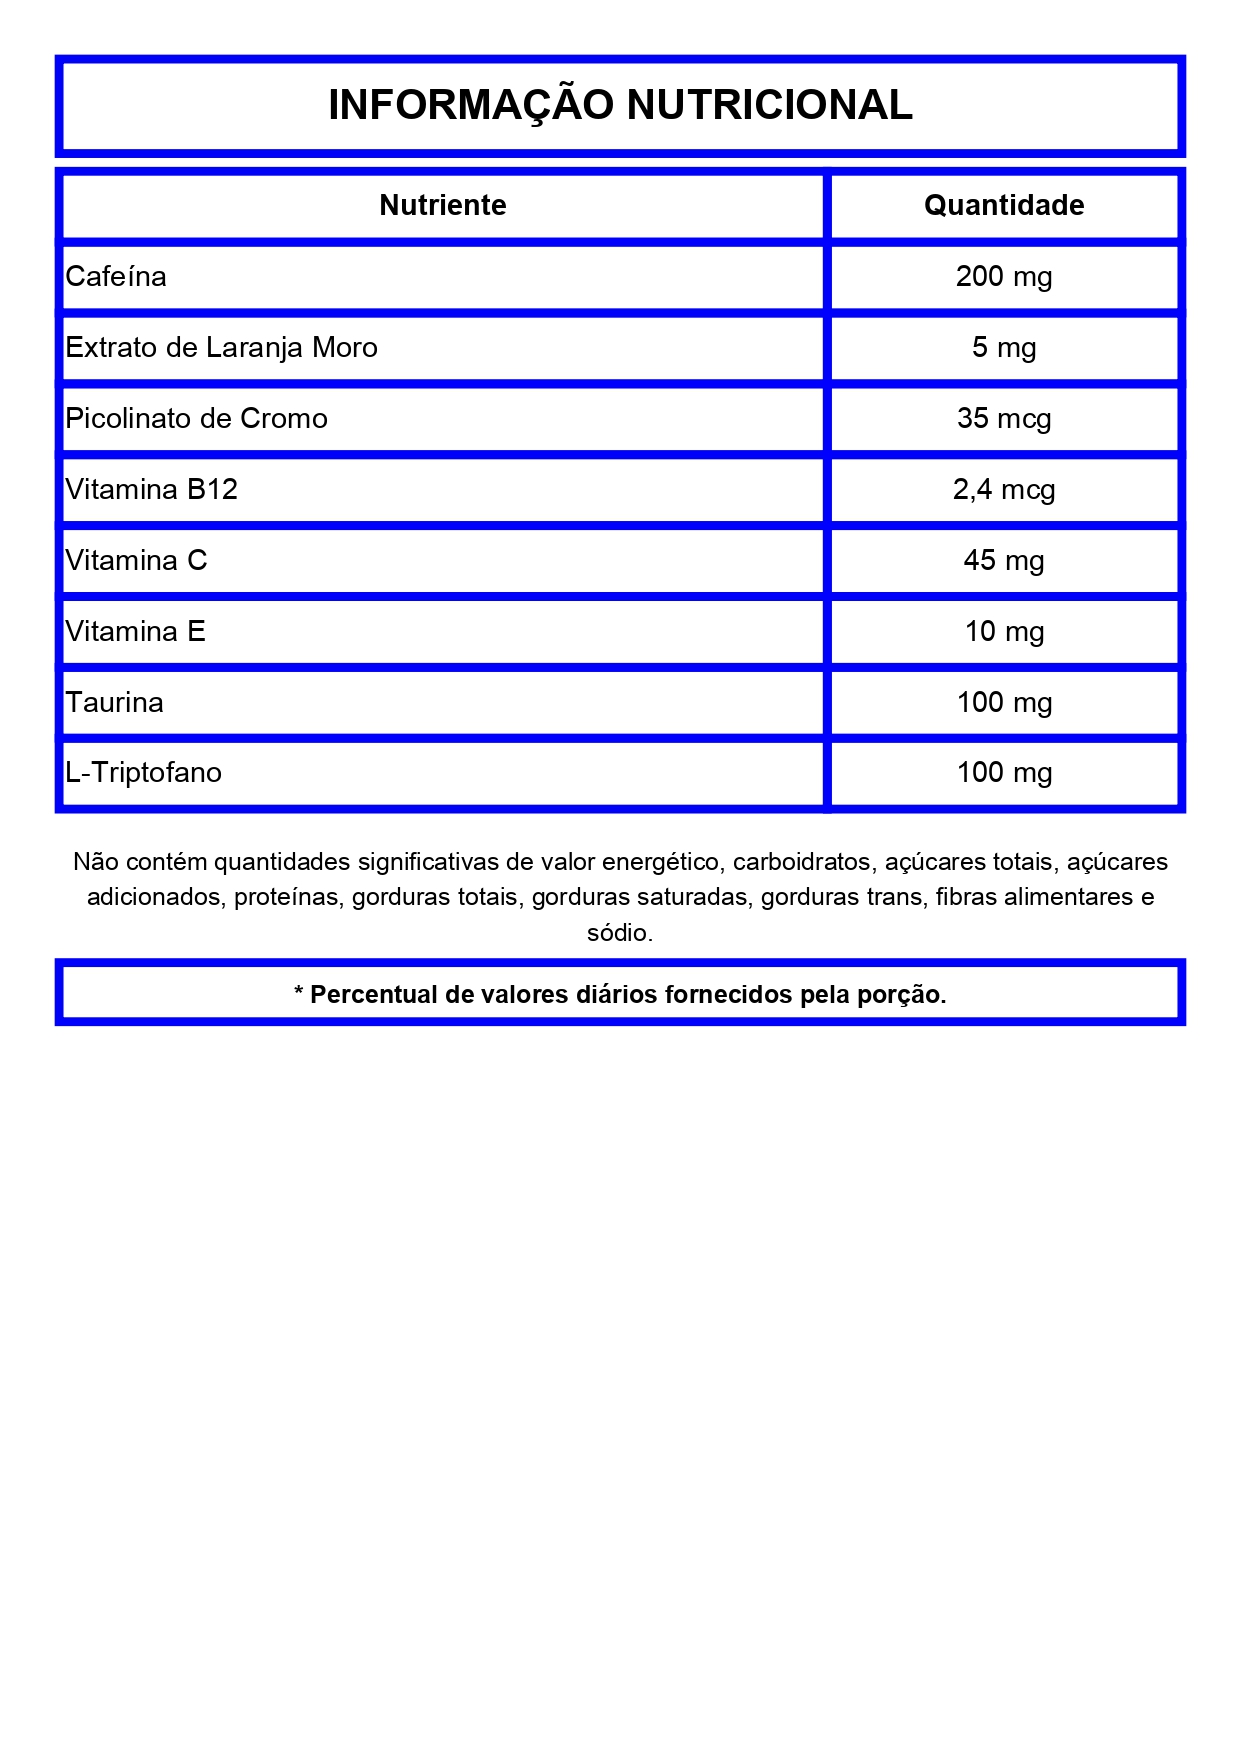 INFORMAÇÃO NUTRICIONAL
Nutriente Quantidade
Cafeína 200 mg
Extrato de Laranja Moro 5 mg
Picolinato de Cromo 35 mcg
Vitamina B12 2,4 mcg
Vitamina C 45 mg
Vitamina E 10 mg
Taurina 100 mg
L-Triptofano 100 mg
Não contém quantidades significativas de valor energético, carboidratos, açúcares totais, açúcares
adicionados, proteínas, gorduras totais, gorduras saturadas, gorduras trans, fibras alimentares e
sódio.
* Percentual de valores diários fornecidos pela porção.